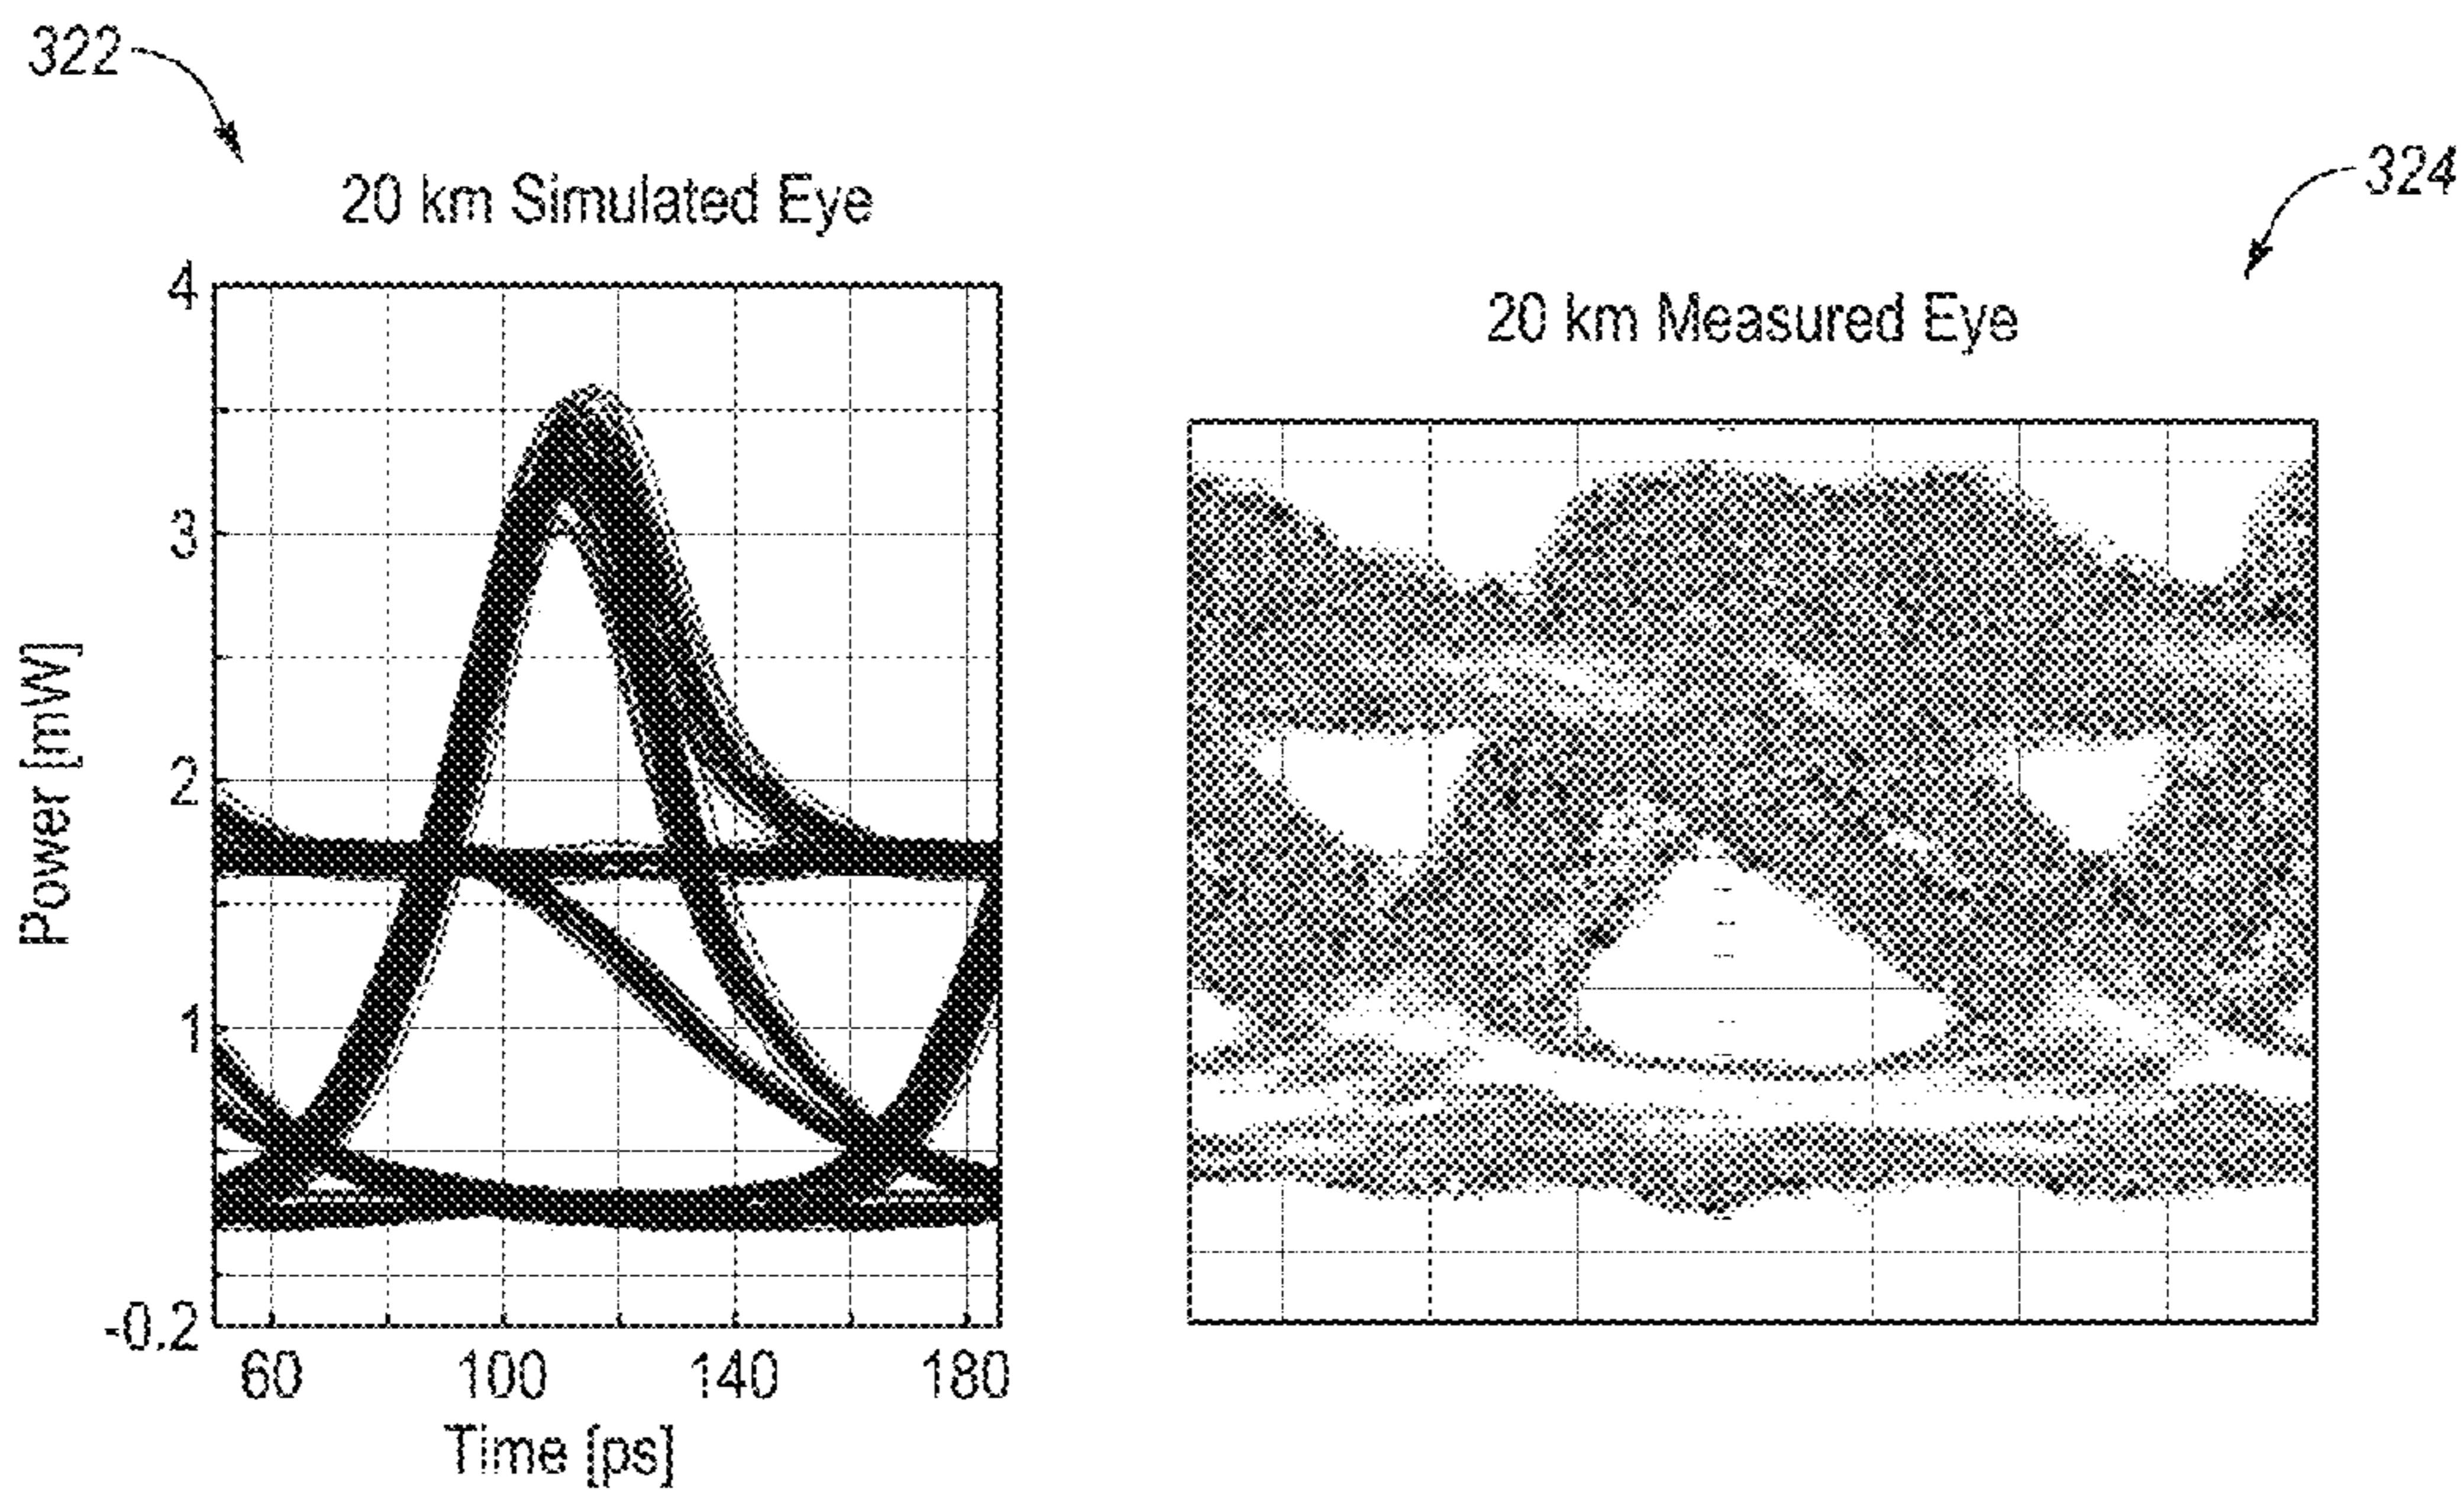 322
324
20 km Simulated Eye
20 km Measured Eye
4
3
2
1
-0.2
Power [mW]
60 100 140 180
Time [ps]